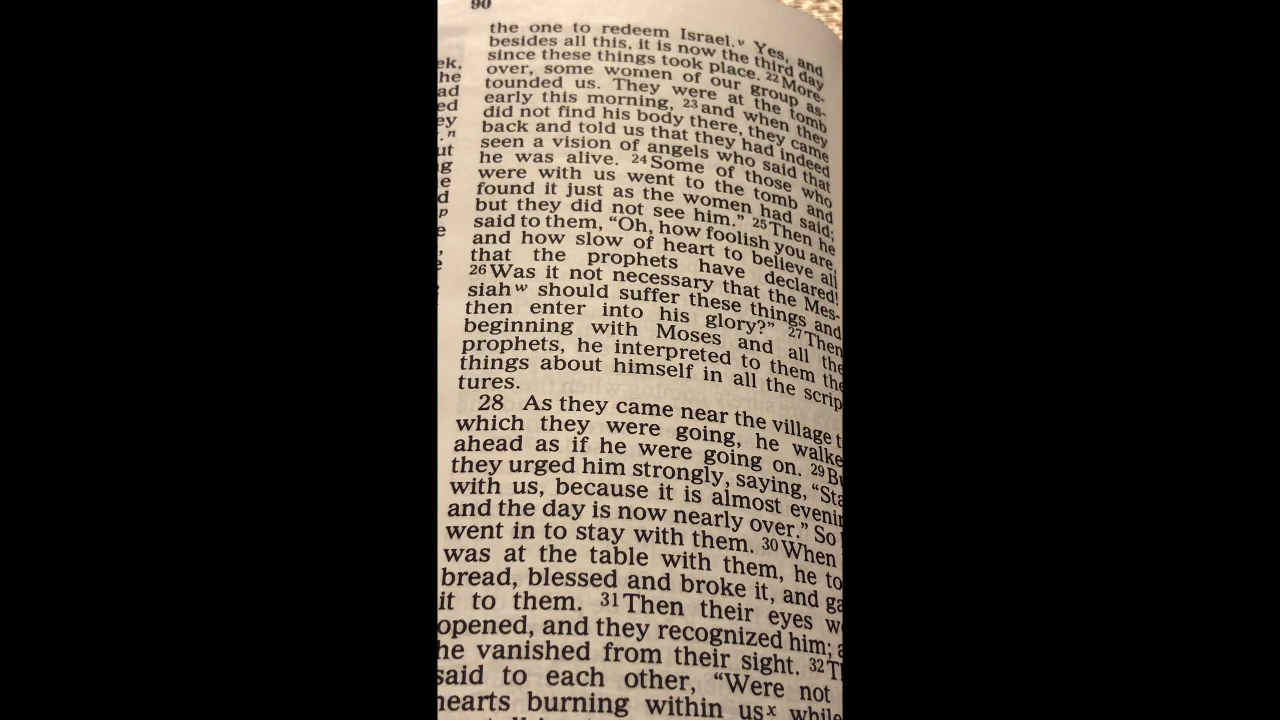 90
the one to redeem Israel.v Yes, and
besides all this, it is now the third day
since these things took place. 22 More-
over, some women of our group as-
tounded us. They were at the tomb
early this morning, 23 and when they
did not find his body there, they came
back and told us that they had indeed
seen a vision of angels who said that
he was alive. 24 Some of those who
were with us went to the tomb and
found it just as the women had said;
but they did not see him.” 25 Then he
said to them, “Oh, how foolish you are,
and how slow of heart to believe all
that the prophets have declared!
26 Was it not necessary that the Mes-
siah w should suffer these things and
then enter into his glory?” 27 Then
beginning with Moses and all the
prophets, he interpreted to them the
things about himself in all the scrip
tures.
28 As they came near the village t
which they were going, he walke
ahead as if he were going on. 29 Bu
they urged him strongly, saying, “Sta
with us, because it is almost evenin
and the day is now nearly over.” So
went in to stay with them. 30 When
was at the table with them, he to
bread, blessed and broke it, and ga
it to them. 31 Then their eyes w
opened, and they recognized him; a
he vanished from their sight. 32 Th
said to each other, “Were not
hearts burning within us x while
ek,
he
ad
ed
ey
.n
ut
ng
e
d
p
e
,
e